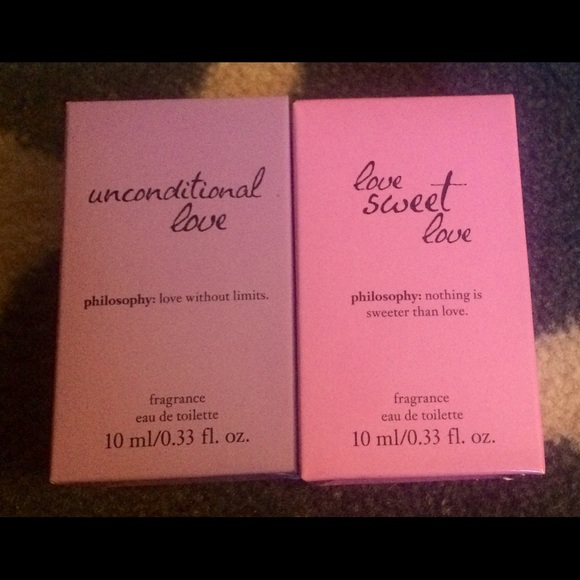 unconditional
love
philosophy: love without limits.
fragrance
eau de toilette
10 ml/0.33 fl. oz.
love
sweet
love
philosophy: nothing is
sweeter than love.
fragrance
eau de toilette
10 ml/0.33 fl. oz.